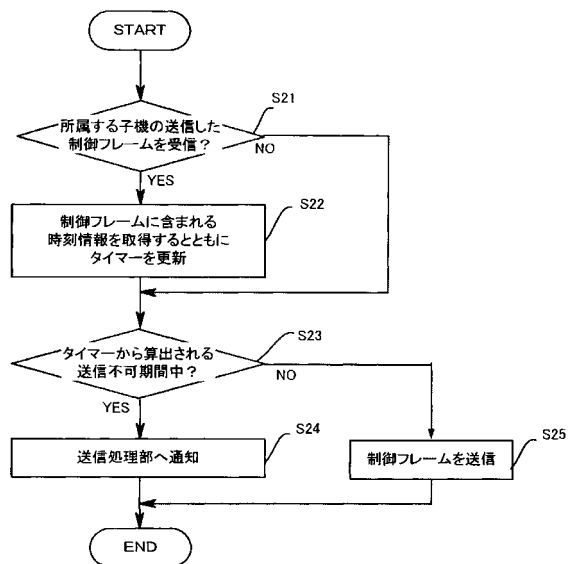 START
S21
所属する子機の送信した
制御フレームを受信？
NO
YES
S22
制御フレームに含まれる
時刻情報を取得するとともに
タイマーを更新
S23
タイマーから算出される
送信不可期間中？
NO
YES
S24
送信処理部へ通知
S25
制御フレームを送信
END